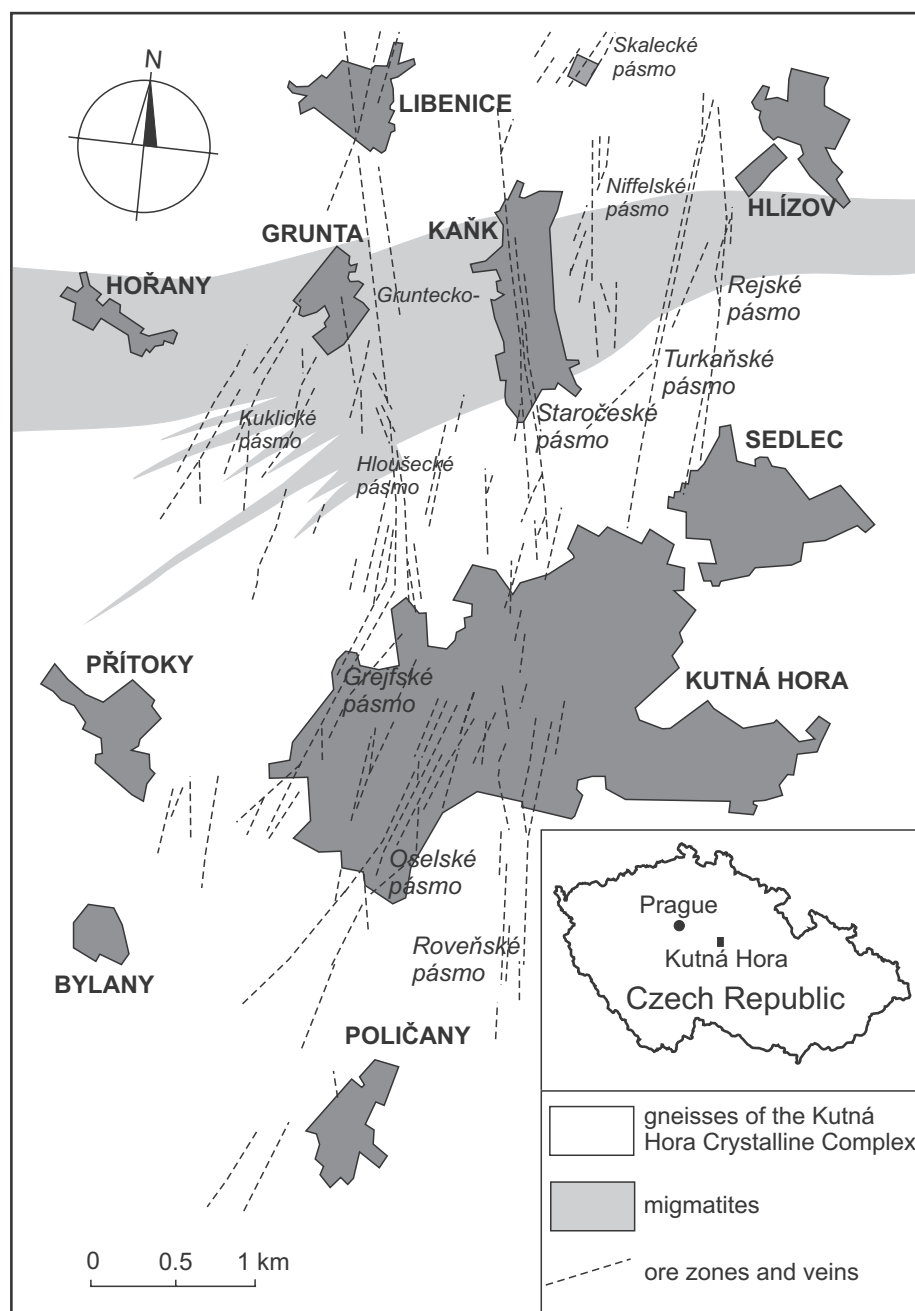 N
Skalecké
pásmo
LIBENICE
Niffelské
pásmo
HLÍZOV
GRUNTA
KAŇK
HOŘANY
Gruntecko-
Rejské
pásmo
Turkaňské
pásmo
Kuklické
pásmo
Staročeské
pásmo
SEDLEC
Hloušecké
pásmo
PŘÍTOKY
Grejfské
pásmo
KUTNÁ HORA
Oselské
pásmo
Roveňské
pásmo
BYLANY
POLIČANY
Prague
Kutná Hora
Czech Republic
gneisses of the Kutná
Hora Crystalline Complex
migmatites
ore zones and veins
0 0.5 1 km